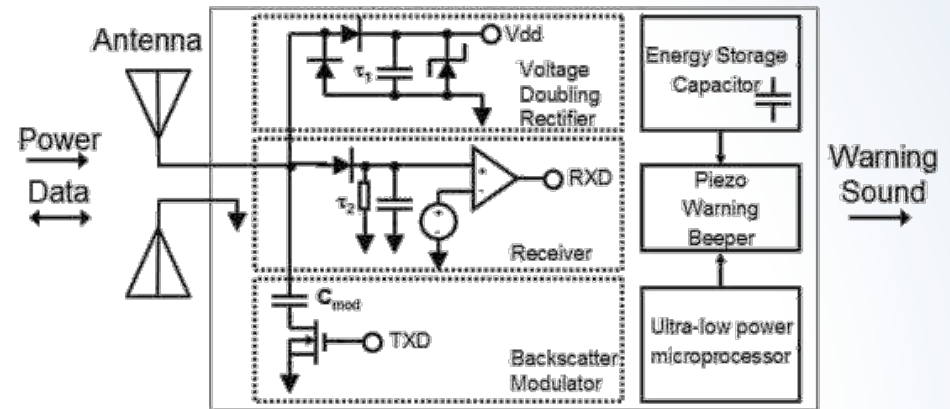 Antenna
Power
Data
τ1
Vdd
Voltage
Doubling
Rectifier
τ2
+
-
+
-
RXD
Receiver
Cmod
TXD
Backscatter
Modulator
Energy Storage
Capacitor
Piezo
Warning
Beeper
Ultra-low power
microprocessor
Warning
Sound